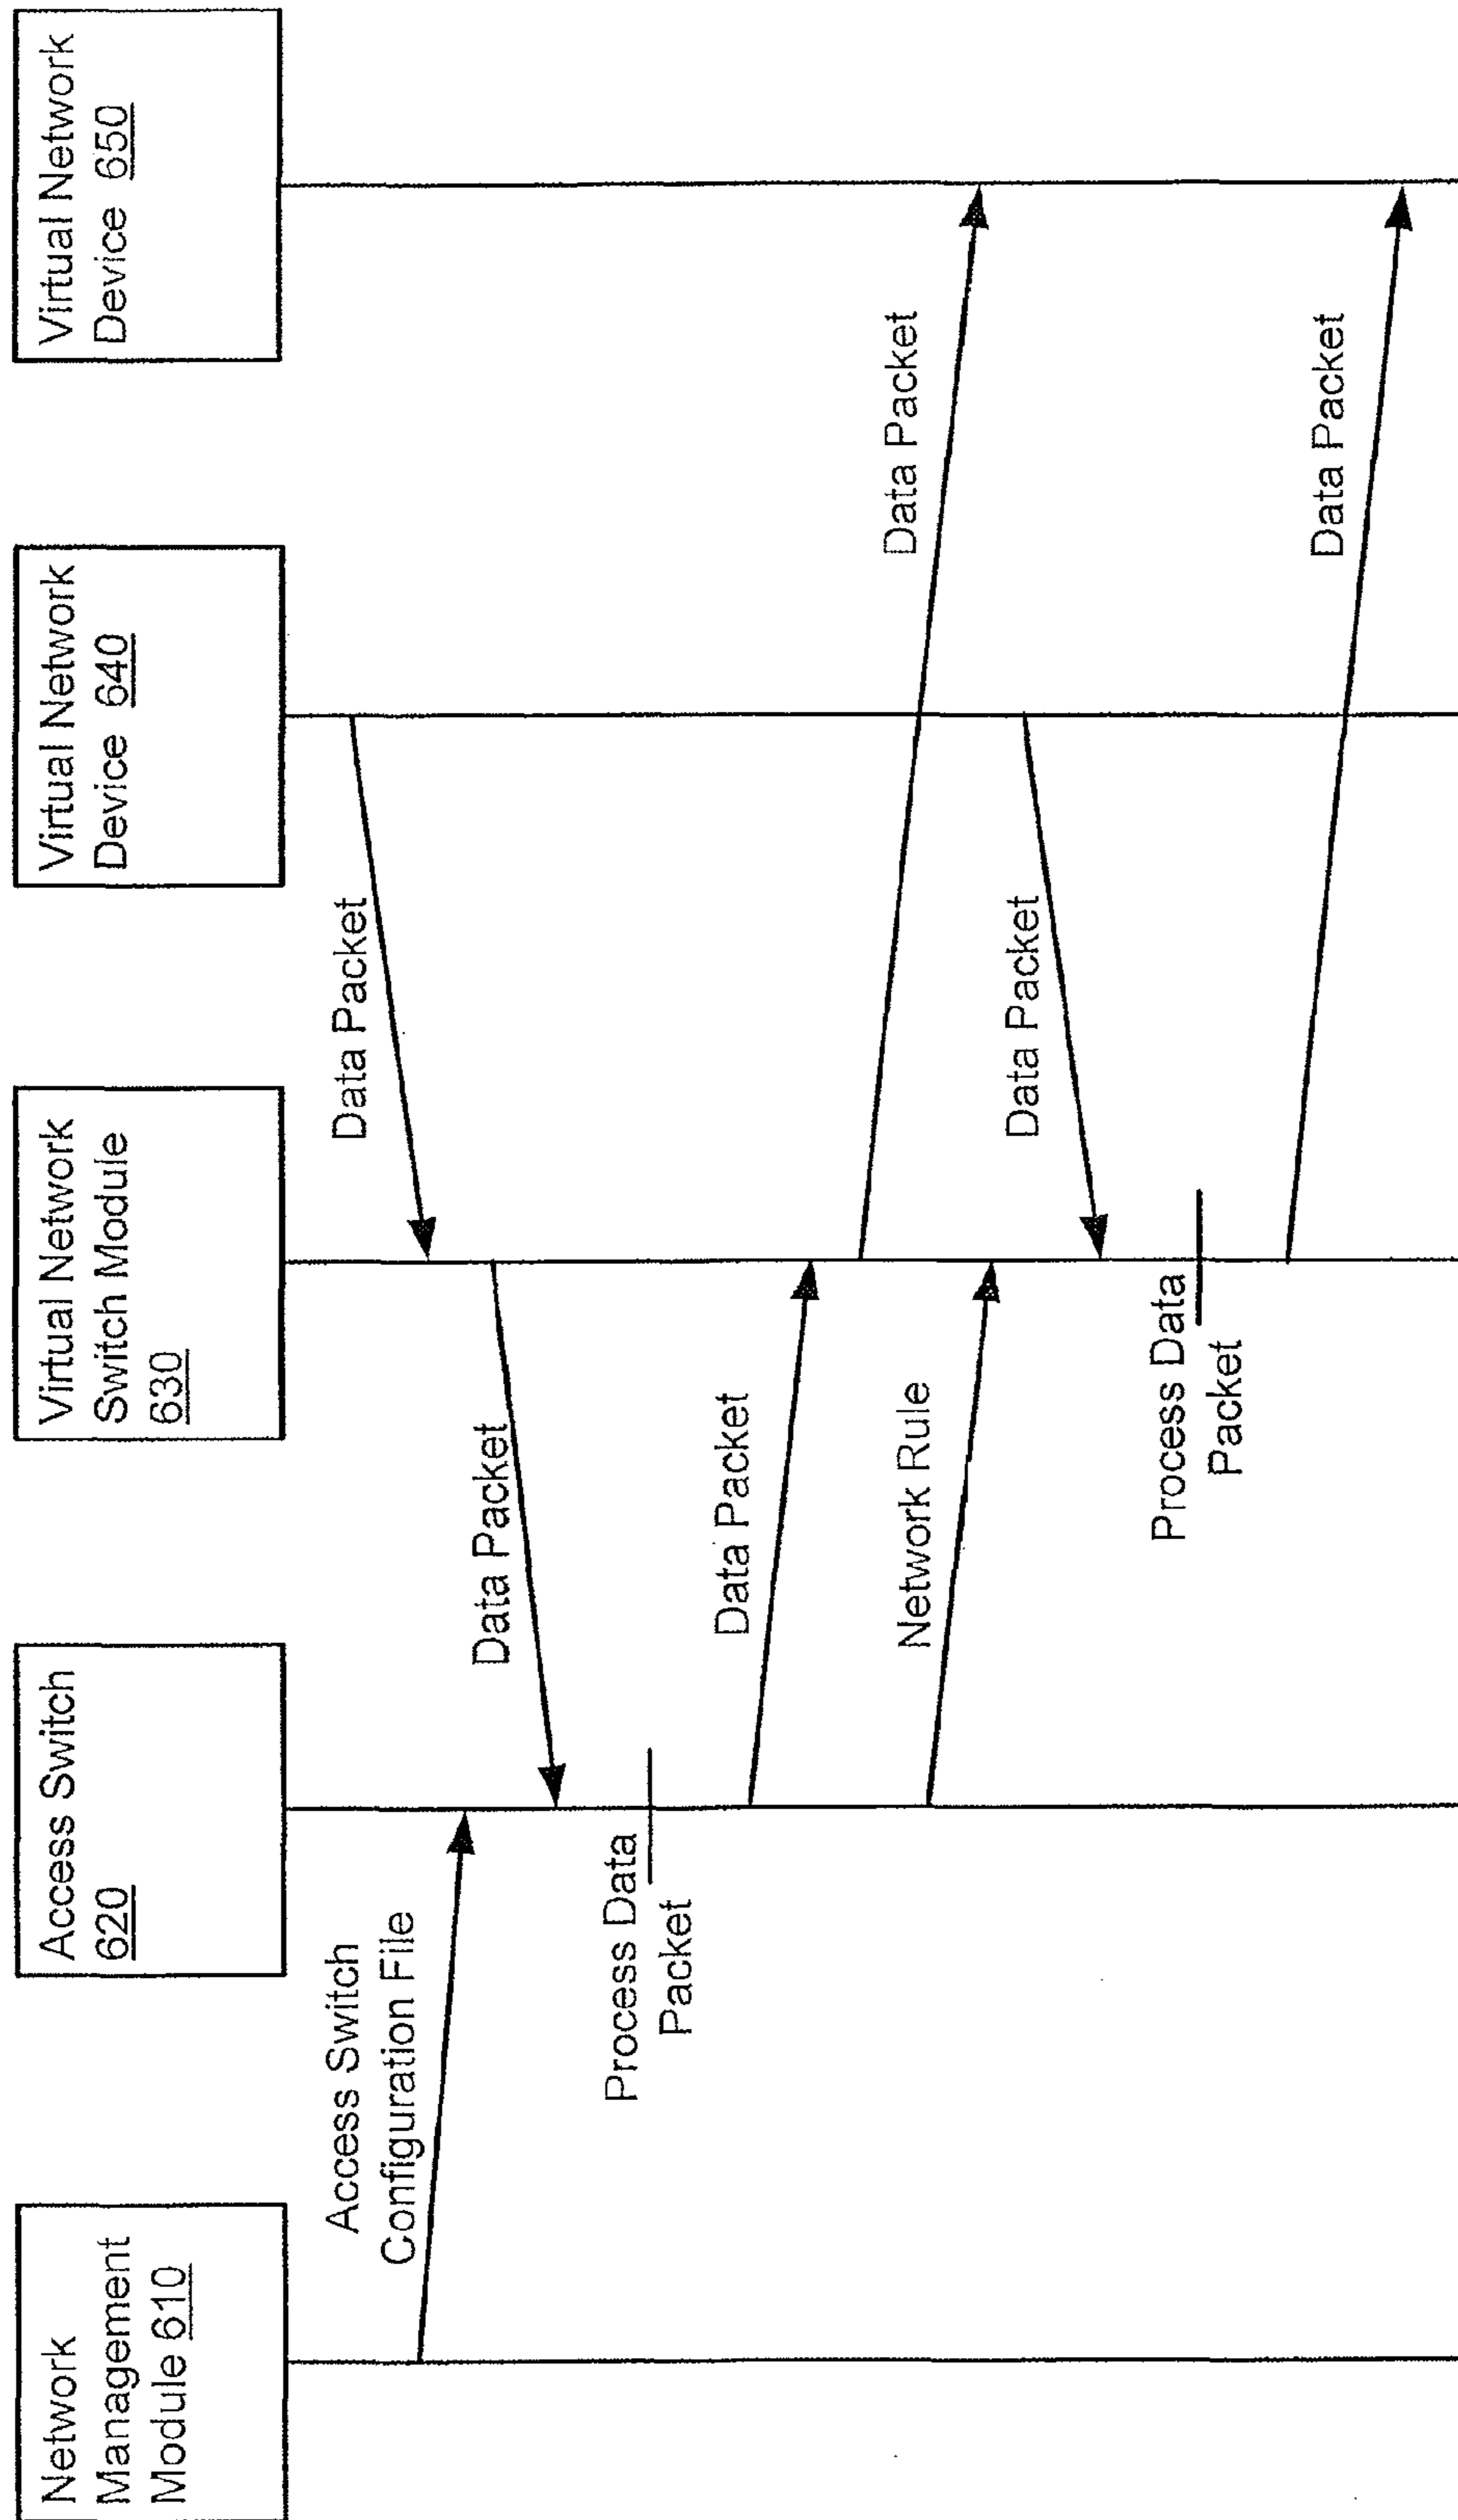 Network
Management
Module 610
Access Switch
620
Virtual Network
Switch Module
630
Virtual Network
Device 640
Virtual Network
Device 650
Access Switch
Configuration File
Data Packet
Data Packet
Process Data
Packet
Data Packet
Data Packet
Network Rule
Data Packet
Process Data
Packet
Data Packet